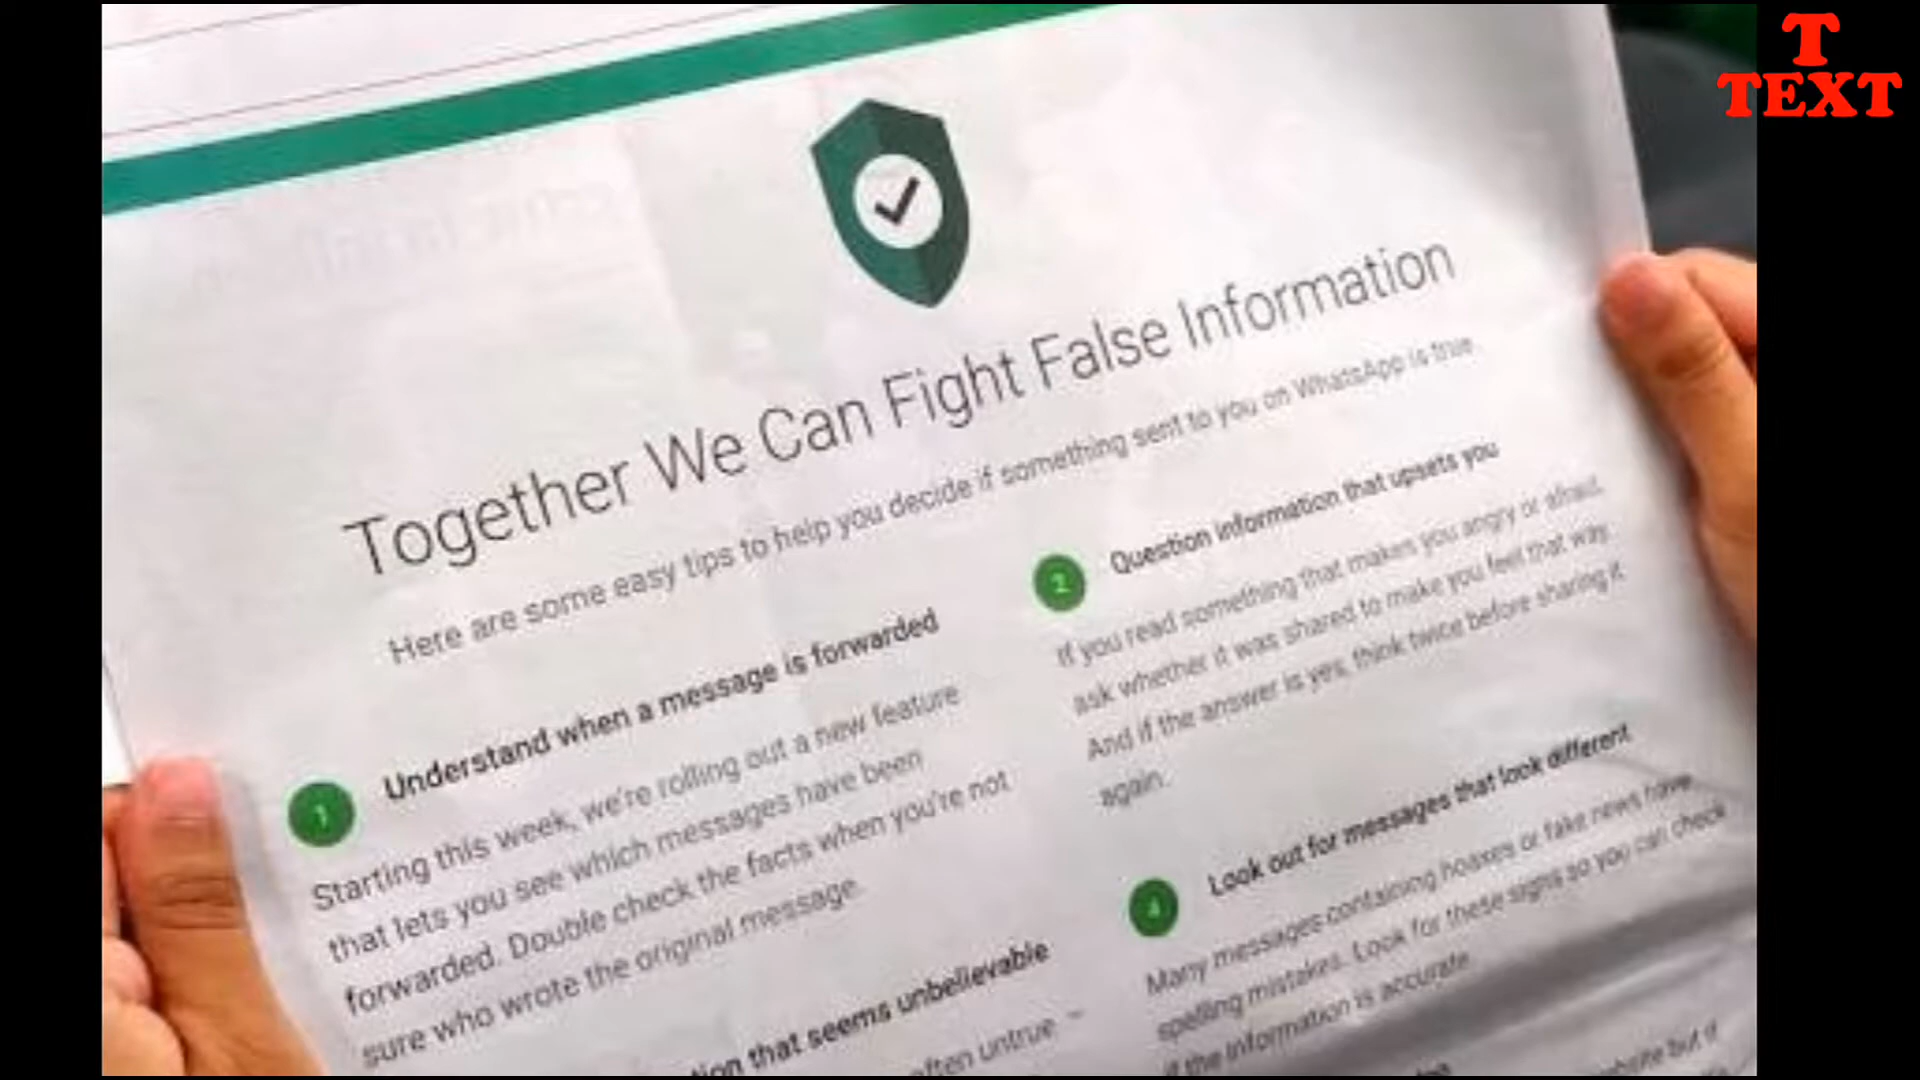 T
TEXT
Together We Can Fight False Information
Here are some easy tips to help you decide if something sent to you on WhatsApp is true.
1
Understand when a message is forwarded
Starting this week, we're rolling out a new feature
that lets you see which messages have been
forwarded. Double check the facts when you're not
sure who wrote the original message.
2
Question information that upsets you
If you read something that makes you angry or afraid,
ask whether it was shared to make you feel that way.
And if the answer is yes, think twice before sharing it
again.
tion that seems unbelievable
often untrue –
4
Look out for messages that look different
Many messages containing hoaxes or fake news have
spelling mistakes. Look for these signs so you can check
if the information is accurate.
but if